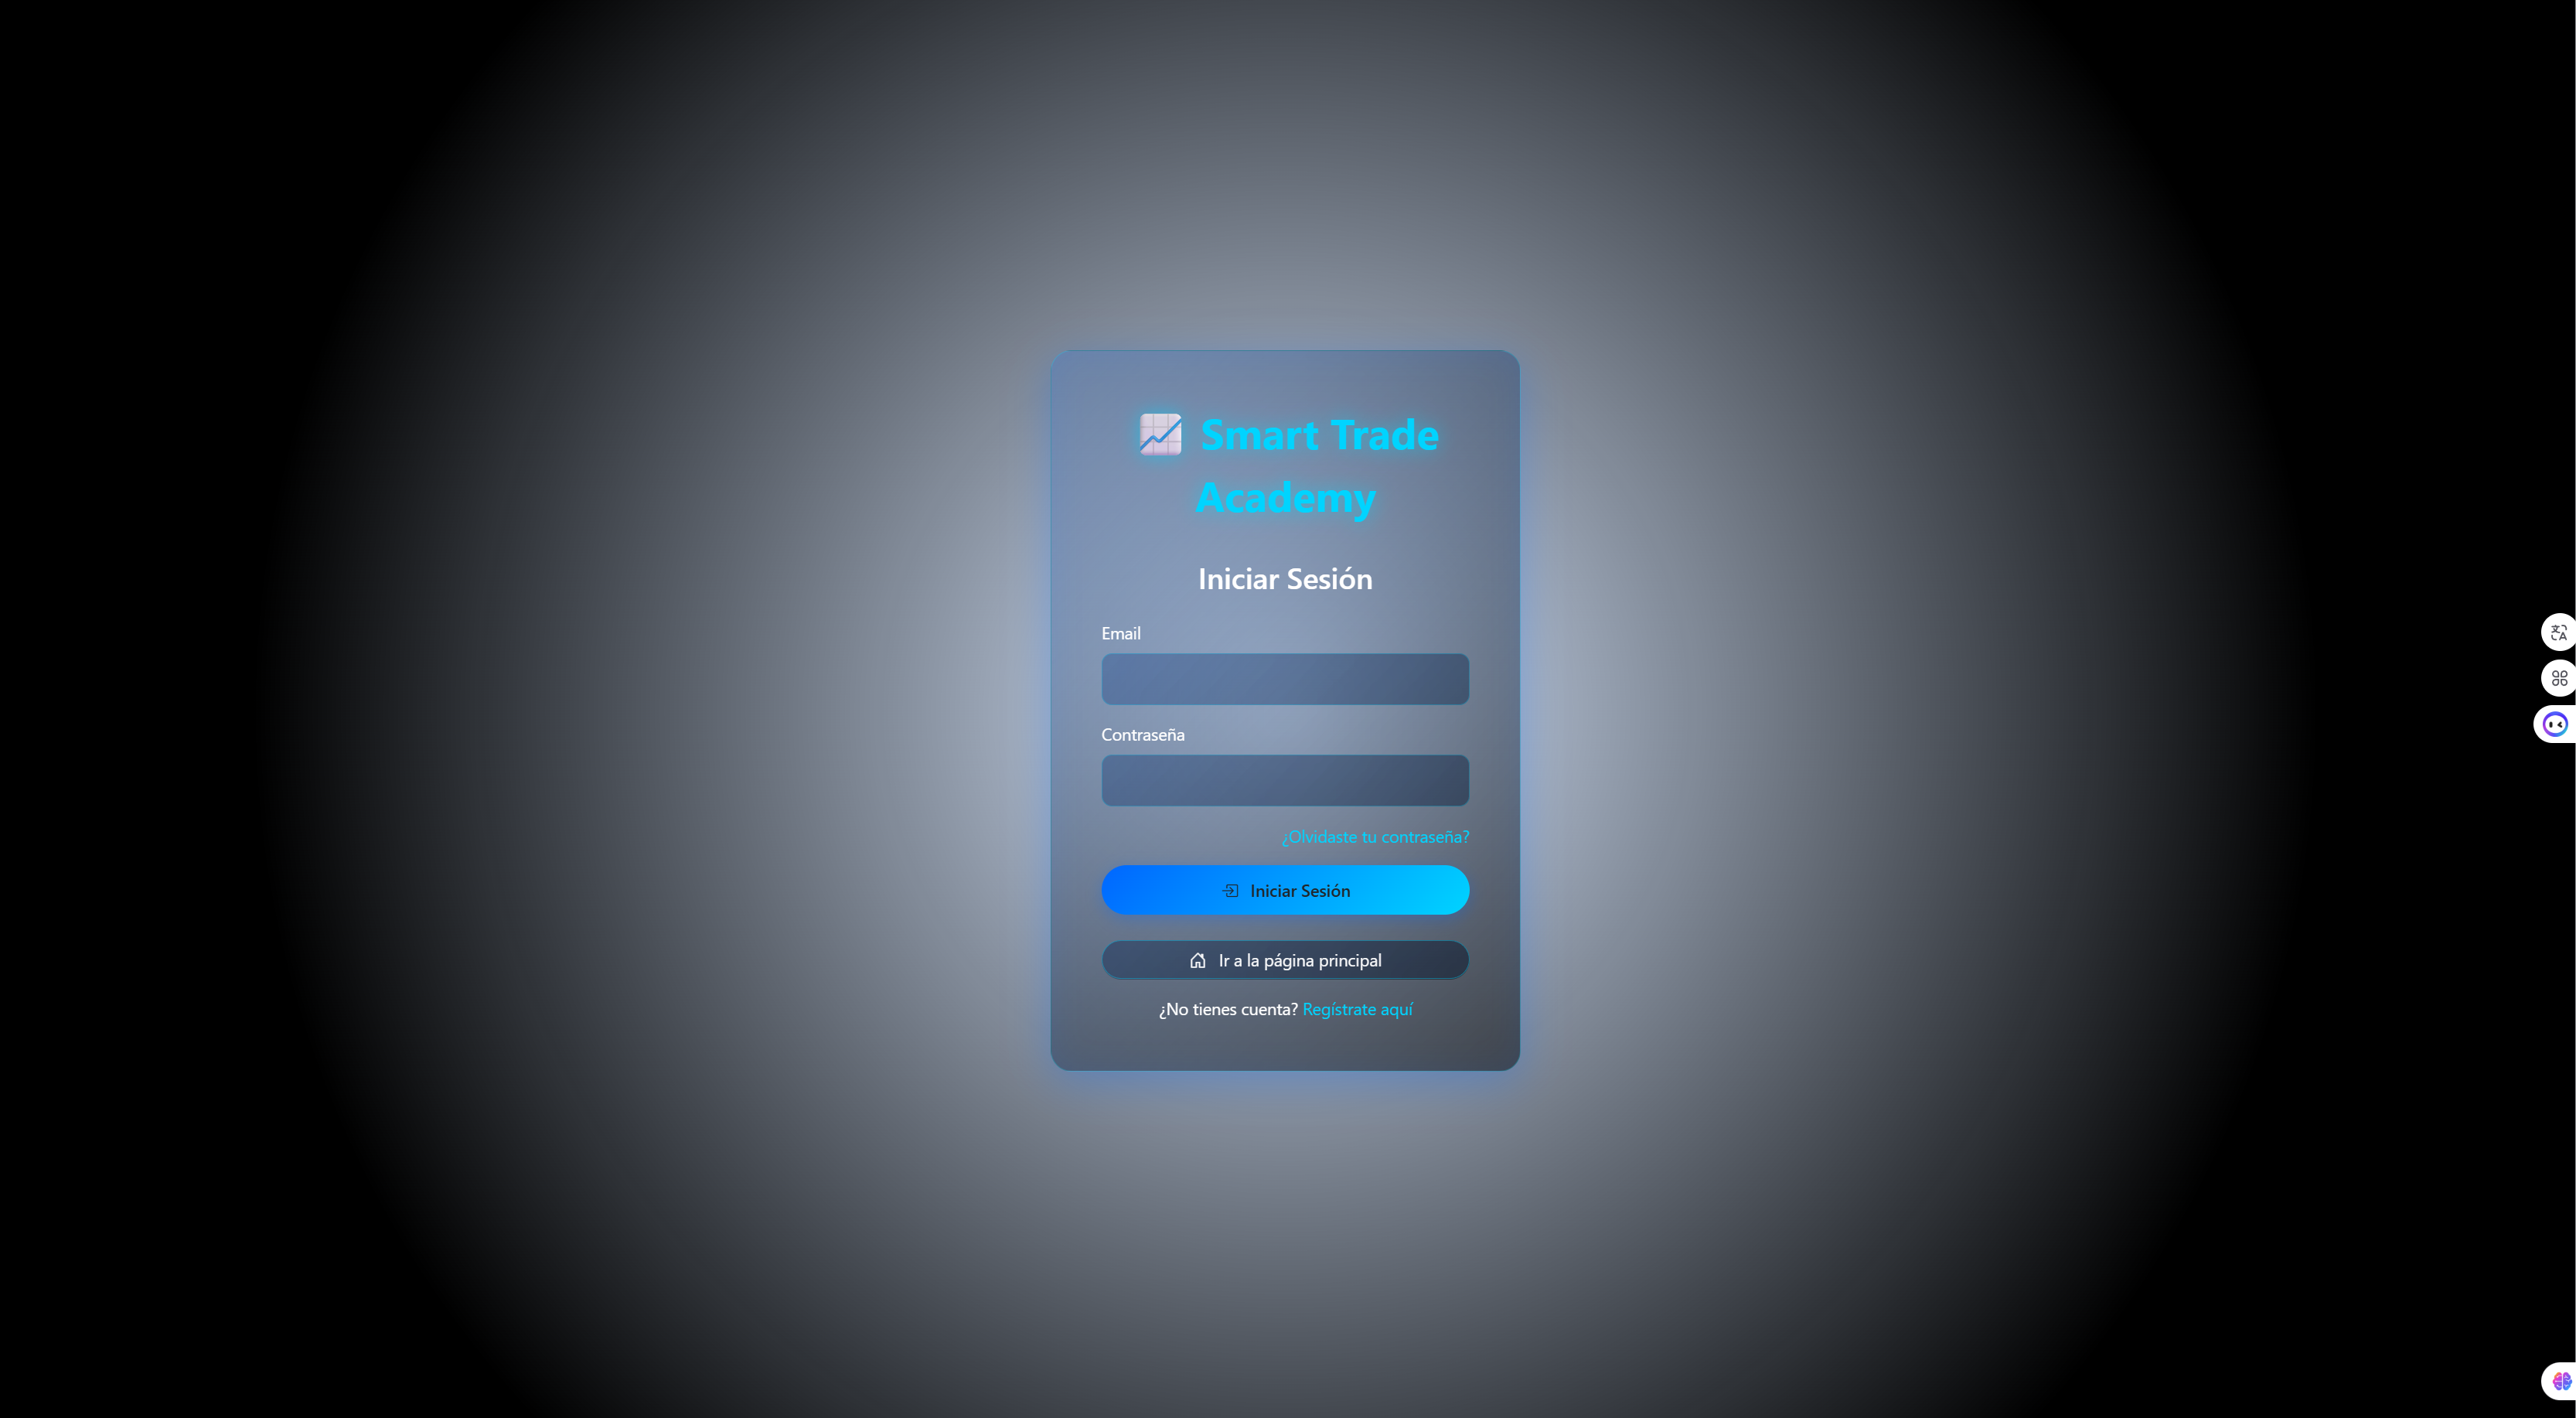 Smart Trade
Academy
Iniciar Sesión
Email
Contraseña
¿Olvidaste tu contraseña?
Iniciar Sesión
Ir a la página principal
¿No tienes cuenta? Regístrate aquí